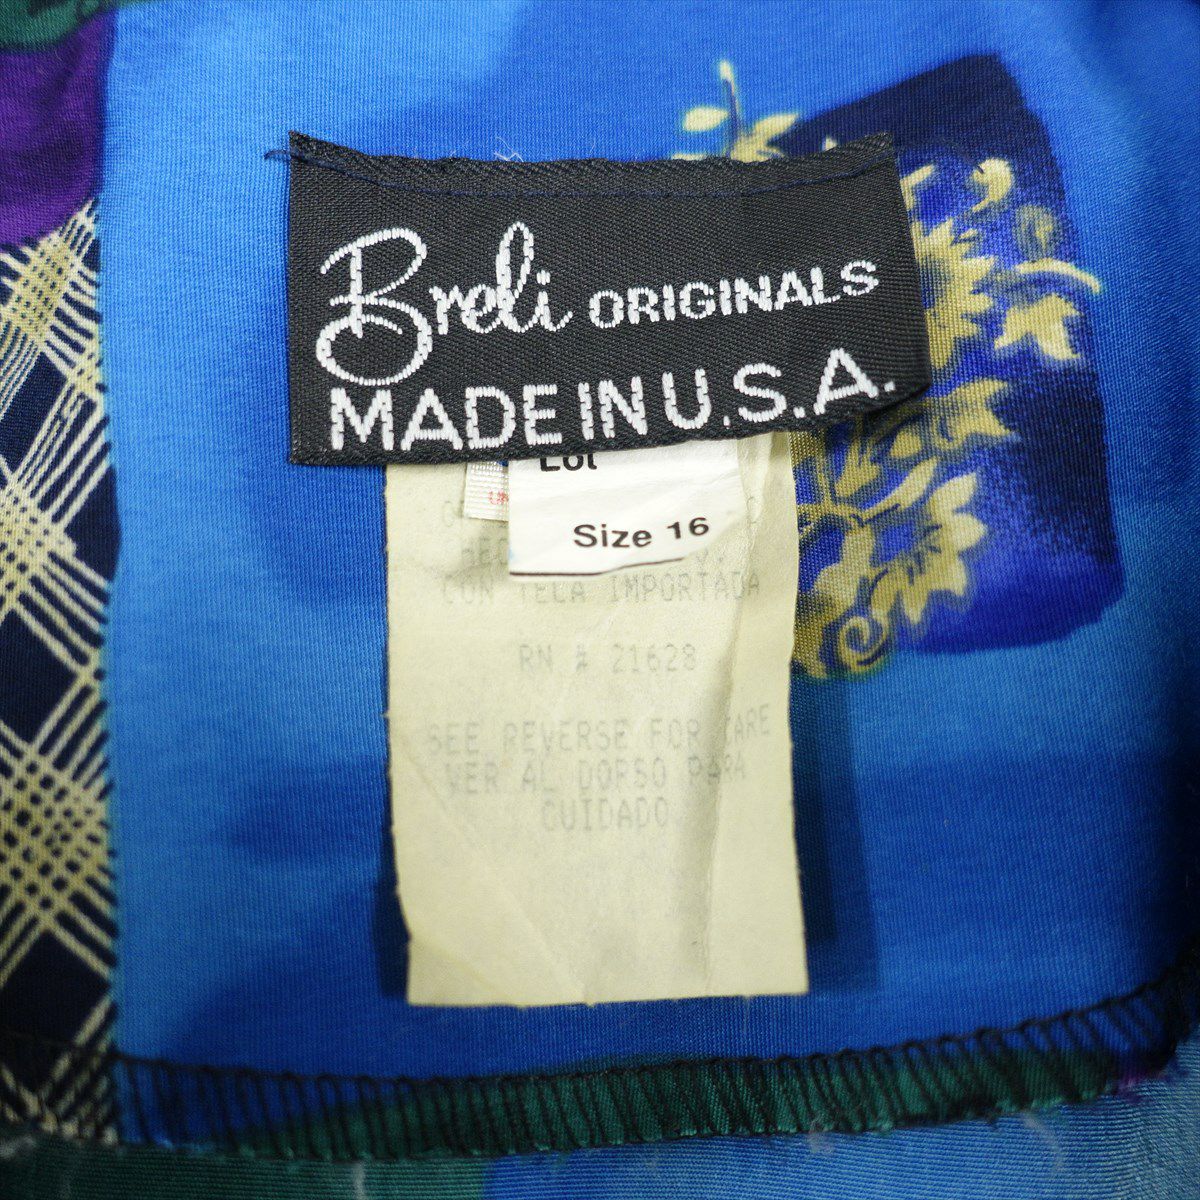 Breli ORIGINALS
MADE IN U.S.A.
Lot
Size 16
CON TELA IMPORTADA
RN # 21628
SEE REVERSE FOR CARE
VER AL DORSO PARA
CUIDADO